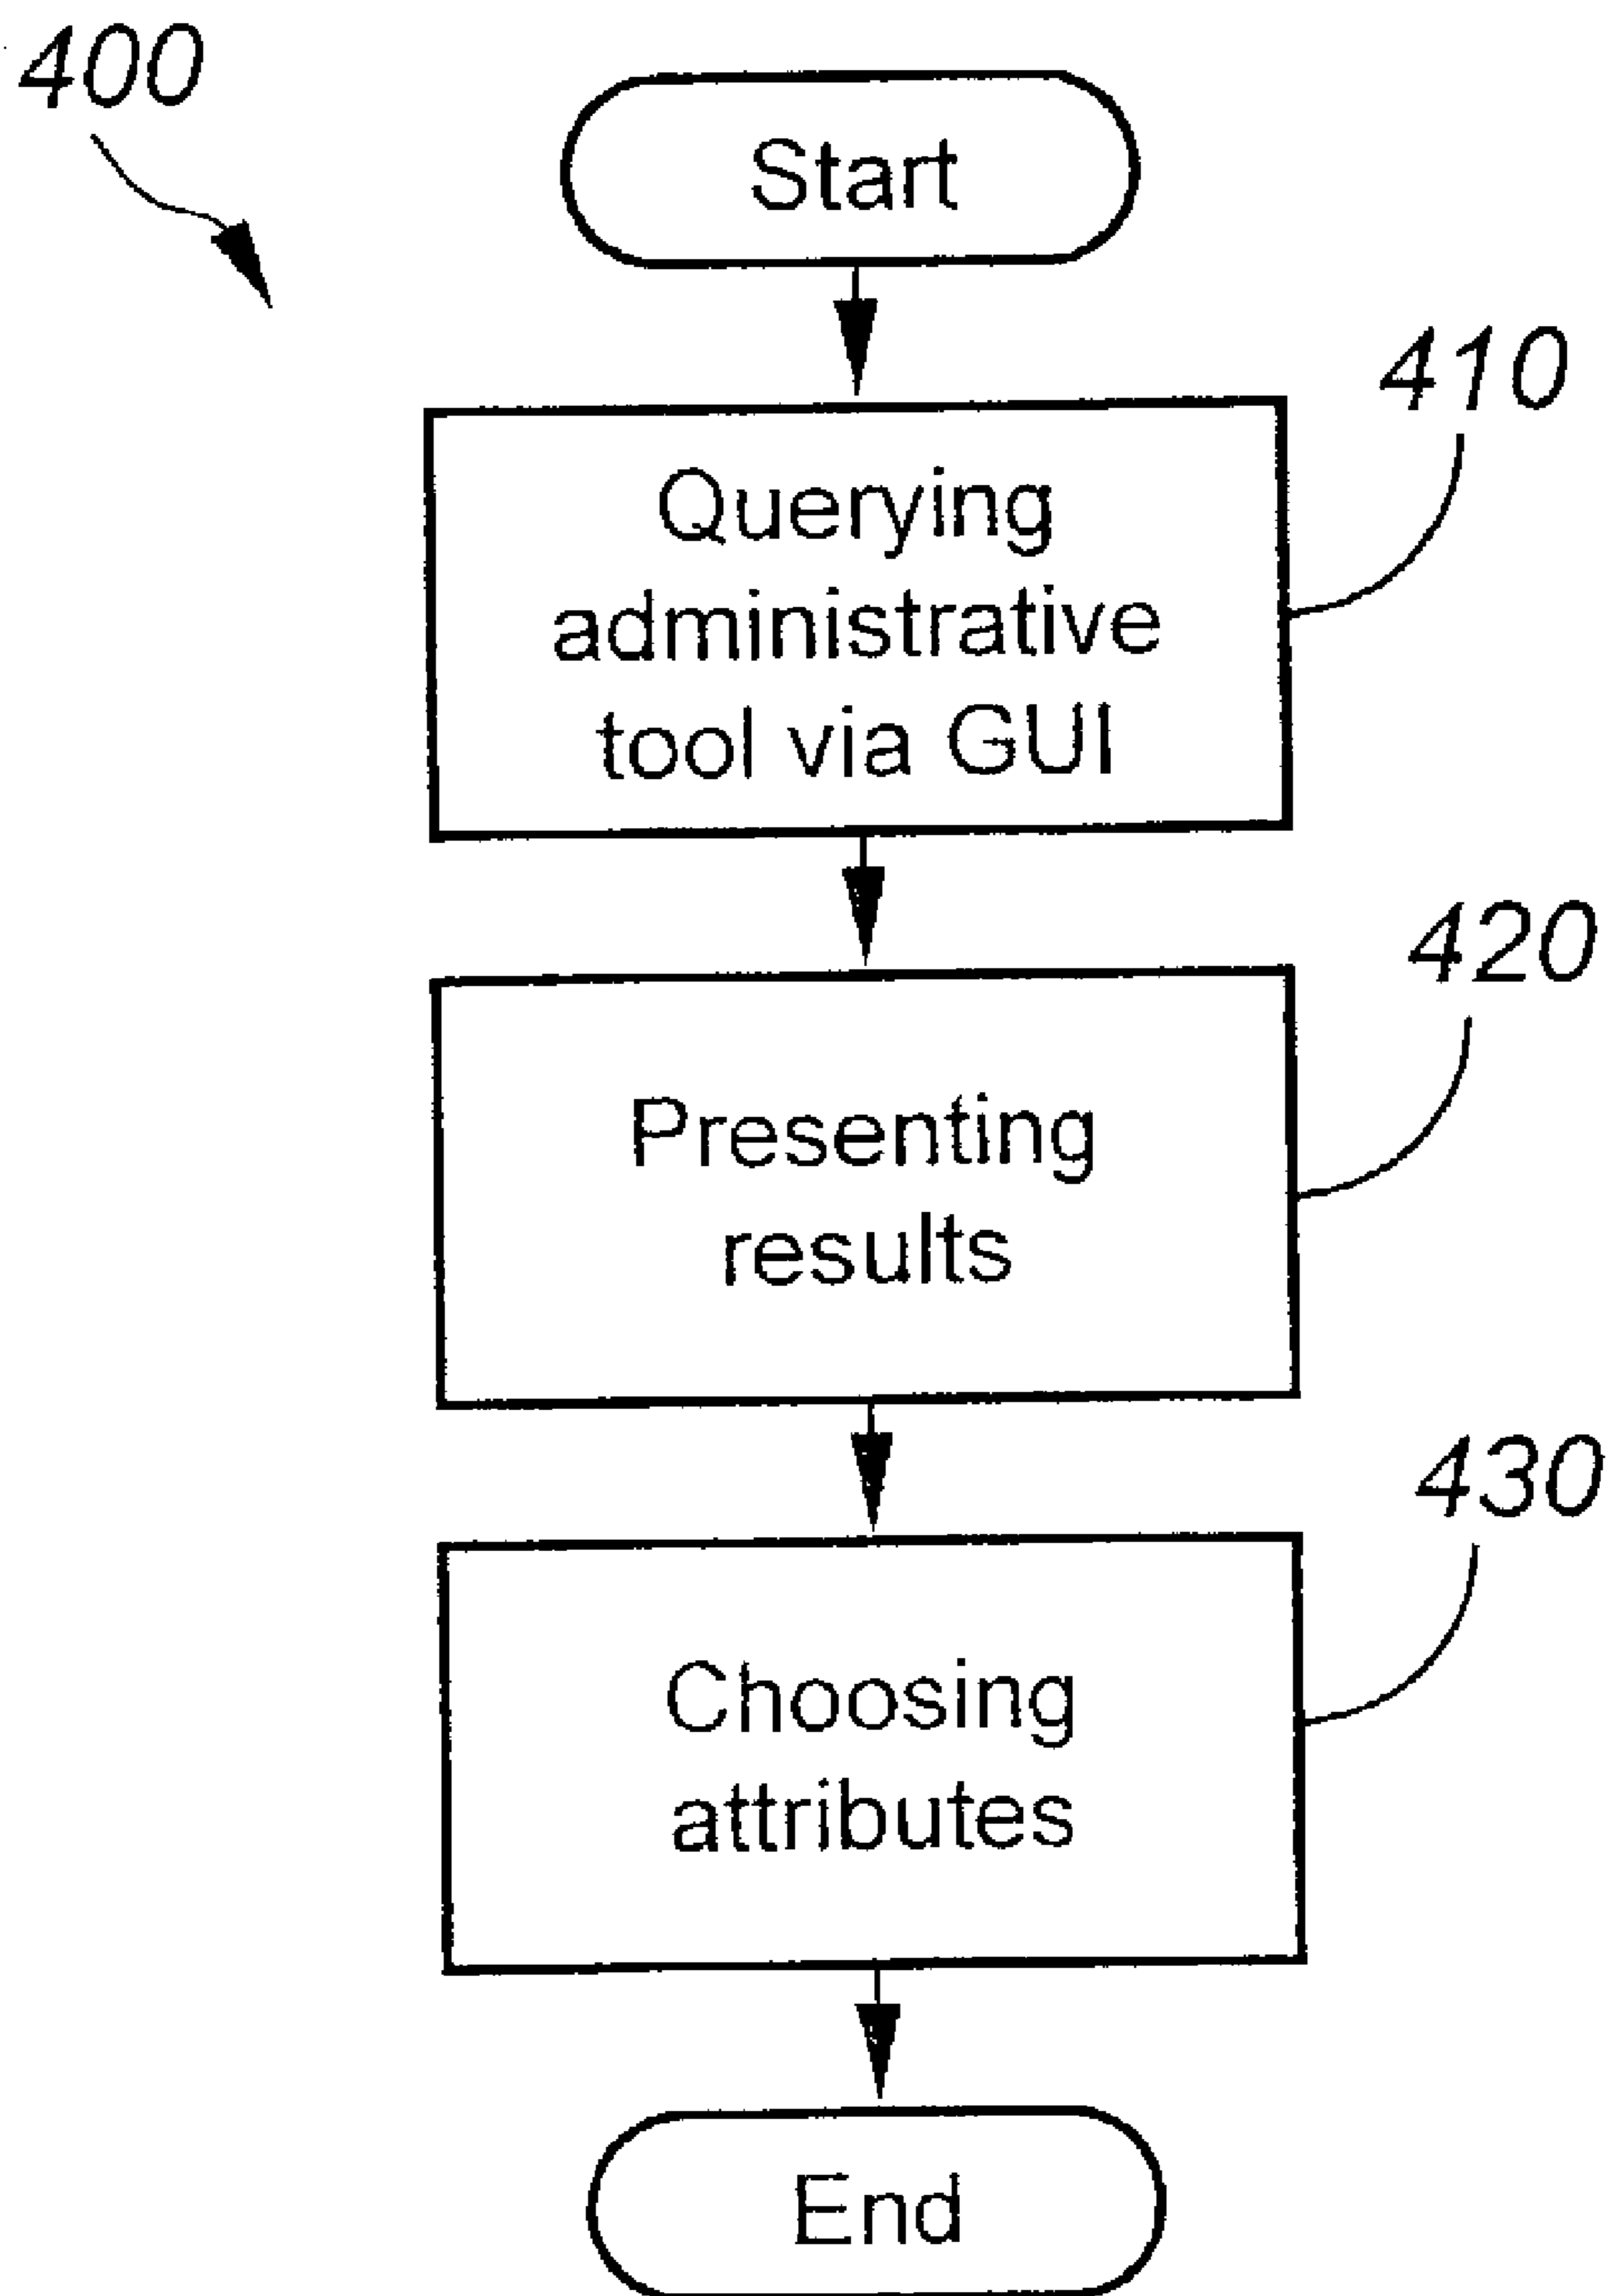 400
Start
410
Querying
administrative
tool via GUI
420
Presenting
results
430
Choosing
attributes
End